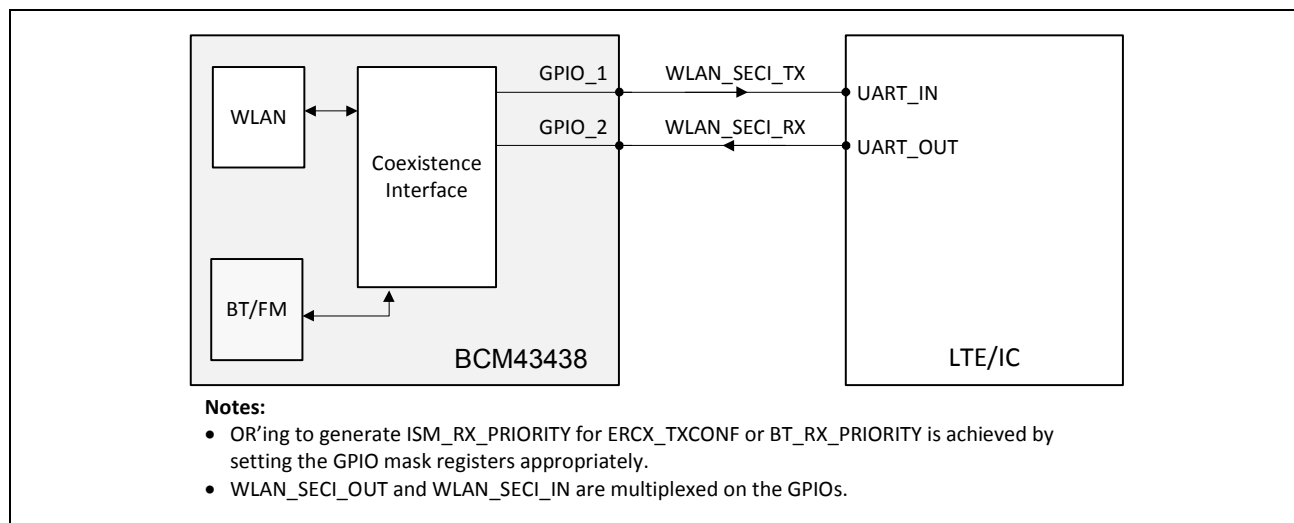 GPIO_1 WLAN_SECI_TX
UART_IN
WLAN
GPIO_2 WLAN_SECI_RX
UART_OUT
Coexistence
Interface
BT/FM
BCM43438
LTE/IC
Notes:
• OR’ing to generate ISM_RX_PRIORITY for ERCX_TXCONF or BT_RX_PRIORITY is achieved by
setting the GPIO mask registers appropriately.
• WLAN_SECI_OUT and WLAN_SECI_IN are multiplexed on the GPIOs.